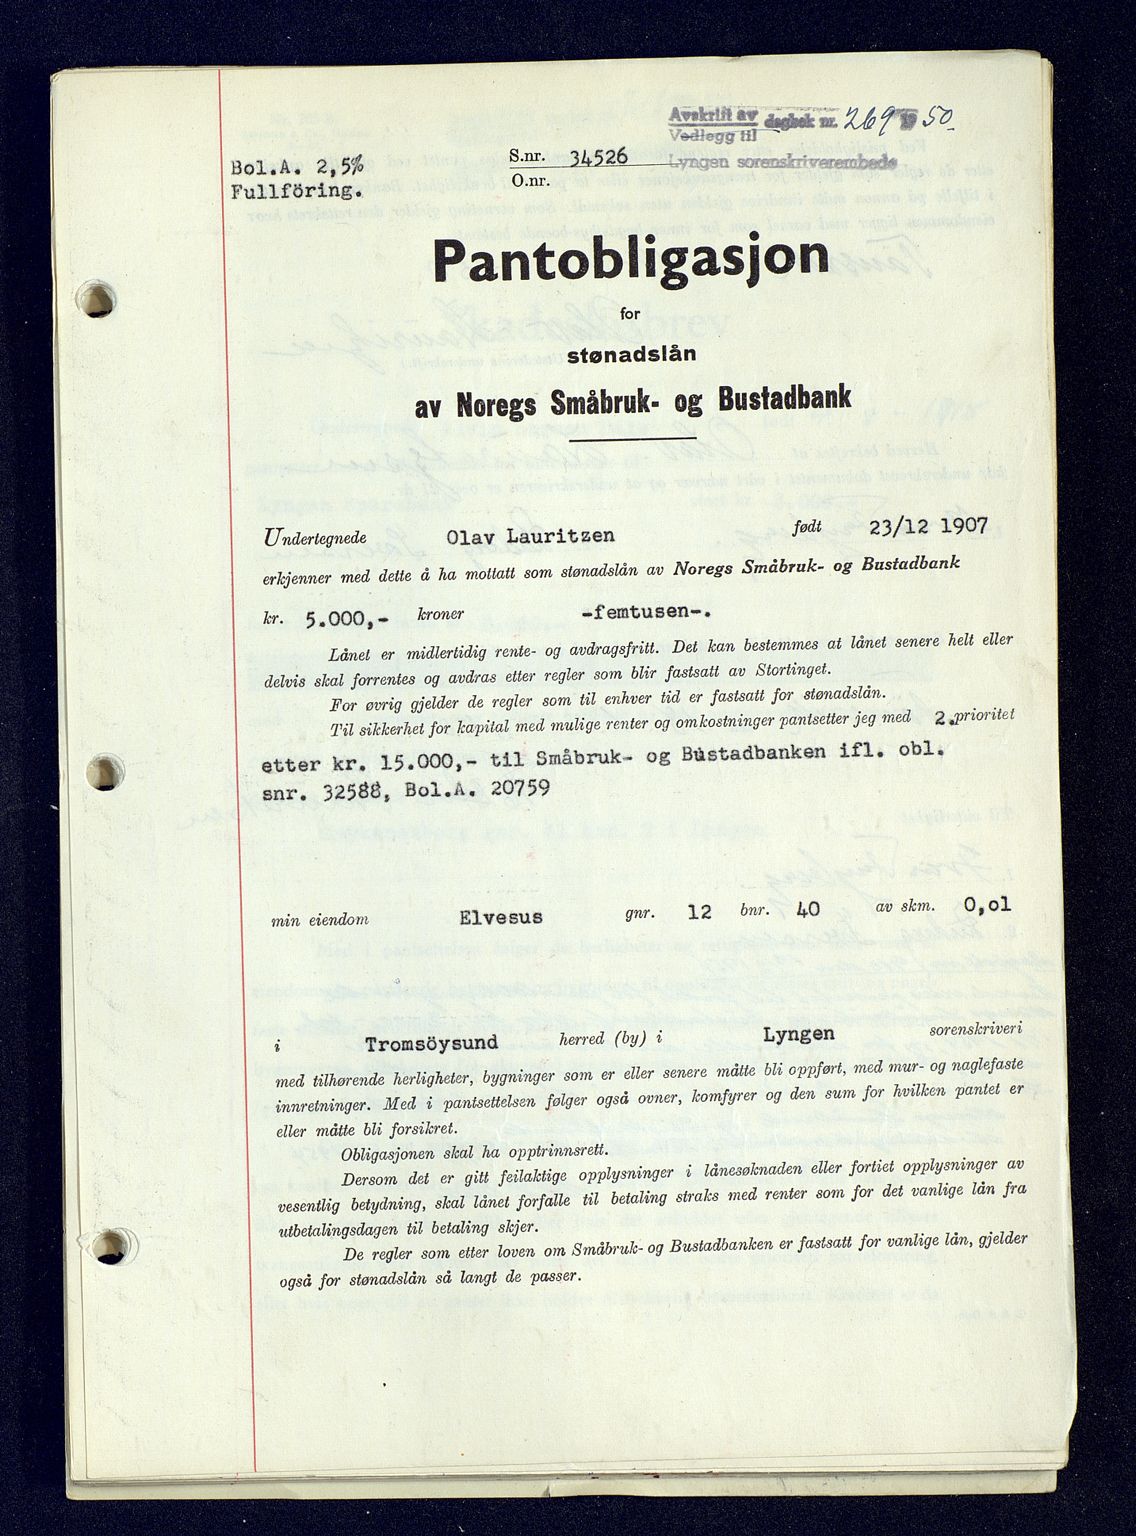 Avskrift av dagbok nr. 269 1950.
Vedlegg til
Lyngen sorenskriverembede
Bol.A. 2,5%
Fullföring.
S.nr. 34526
O.nr.
Pantobligasjon
for
stønadslån
av Noregs Småbruk- og Bustadbank
Undertegnede Olav Lauritzen født 23/12 1907
erkjenner med dette å ha mottatt som stønadslån av Noregs Småbruk- og Bustadbank
kr. 5.000,- kroner -femtusen-.
Lånet er midlertidig rente- og avdragsfritt. Det kan bestemmes at lånet senere helt eller
delvis skal forrentes og avdras etter regler som blir fastsatt av Stortinget.
For øvrig gjelder de regler som til enhver tid er fastsatt for stønadslån.
Til sikkerhet for kapital med mulige renter og omkostninger pantsetter jeg med 2. prioritet
etter kr. 15.000,- til Småbruk- og Bustadbanken ifl. obl.
snr. 32588, Bol.A. 20759
min eiendom Elvesus gnr. 12 bnr. 40 av skm. 0,01
i Tromsöysund herred (by) i Lyngen sorenskriveri
med tilhørende herligheter, bygninger som er eller senere måtte bli oppført, med mur- og naglefaste
innretninger. Med i pantsettelsen følger også ovner, komfyrer og den sum for hvilken pantet er
eller måtte bli forsikret.
Obligasjonen skal ha opptrinnsrett.
Dersom det er gitt feilaktige opplysninger i lånesøknaden eller fortiet opplysninger av
vesentlig betydning, skal lånet forfalle til betaling straks med renter som for det vanlige lån fra
utbetalingsdagen til betaling skjer.
De regler som etter loven om Småbruk- og Bustadbanken er fastsatt for vanlige lån, gjelder
også for stønadslån så langt de passer.